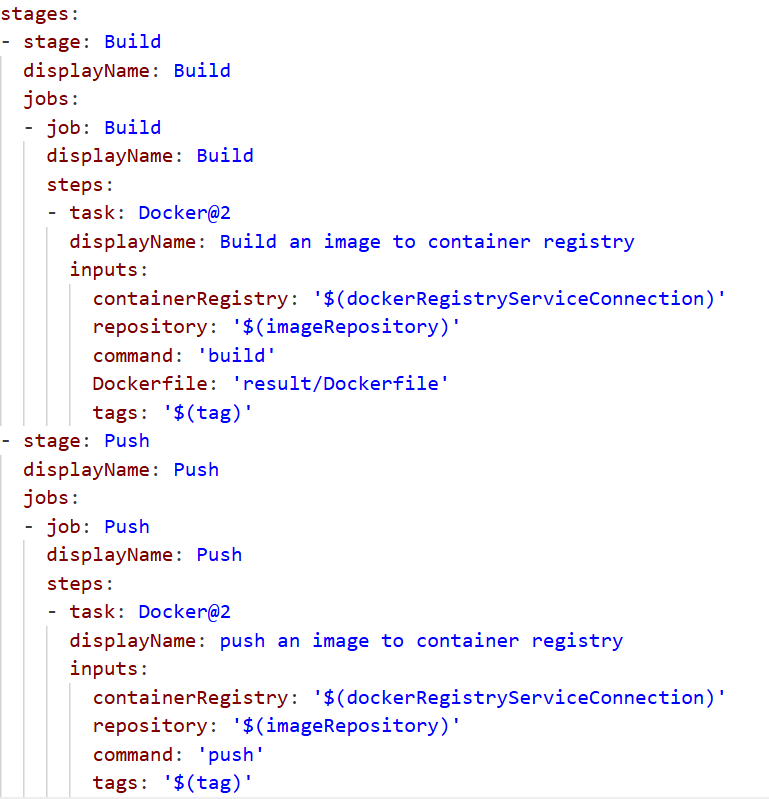 stages:
- stage: Build
  displayName: Build
  jobs:
  - job: Build
    displayName: Build
    steps:
    - task: Docker@2
      displayName: Build an image to container registry
      inputs:
        containerRegistry: '$(dockerRegistryServiceConnection)'
        repository: '$(imageRepository)'
        command: 'build'
        Dockerfile: 'result/Dockerfile'
        tags: '$(tag)'
- stage: Push
  displayName: Push
  jobs:
  - job: Push
    displayName: Push
    steps:
    - task: Docker@2
      displayName: push an image to container registry
      inputs:
        containerRegistry: '$(dockerRegistryServiceConnection)'
        repository: '$(imageRepository)'
        command: 'push'
        tags: '$(tag)'